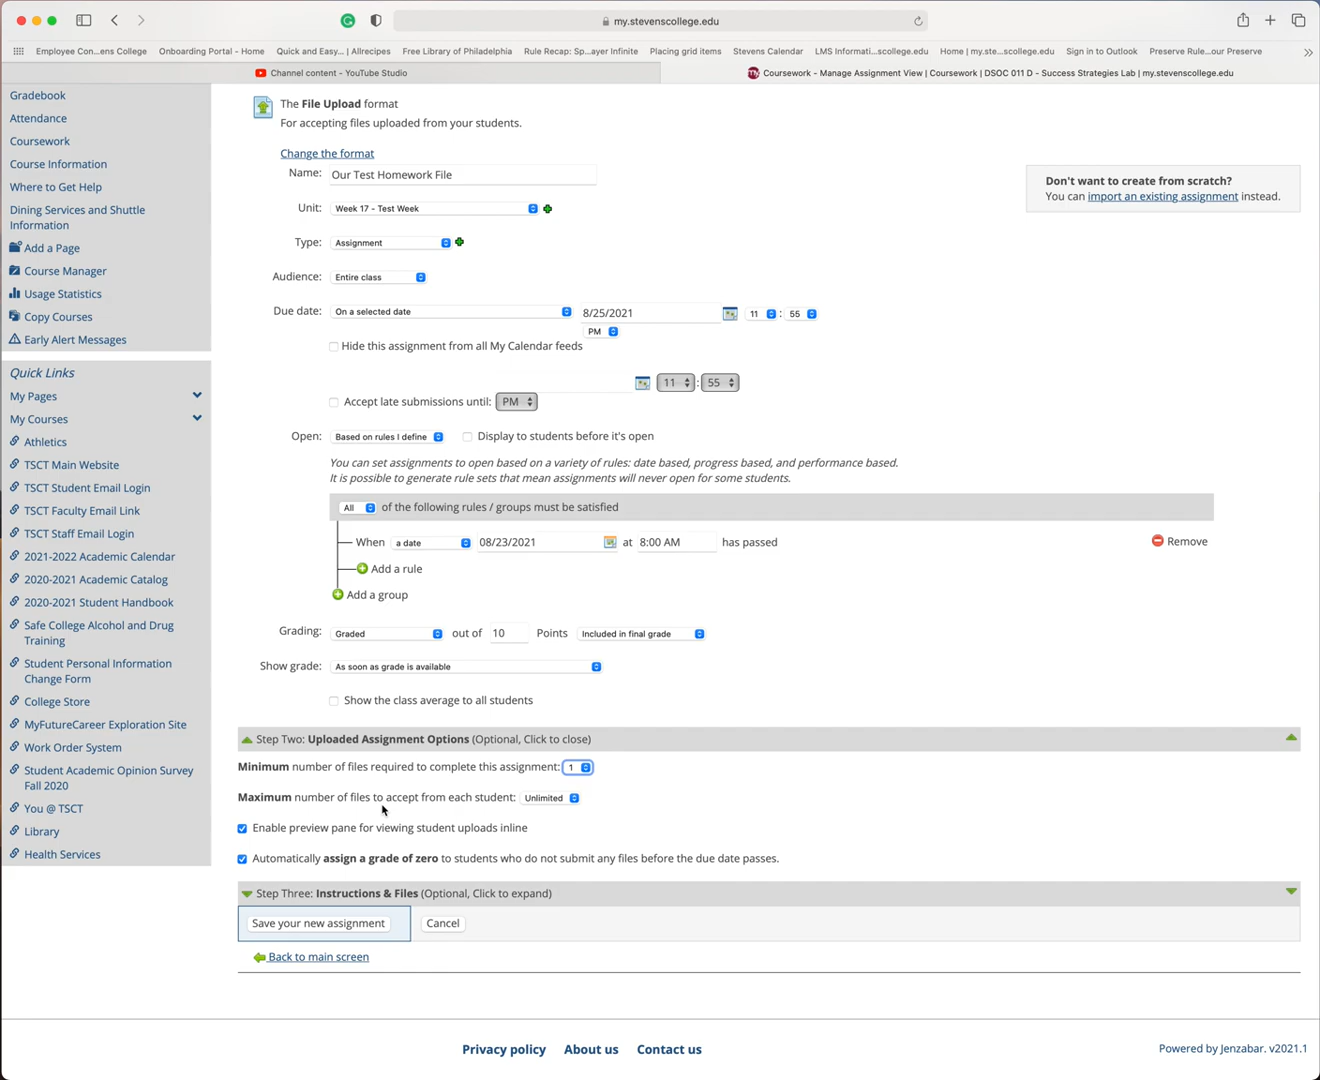 my.stevenscollege.edu
Employee Con...ens College
Onboarding Portal - Home
Quick and Easy... | Allrecipes
Free Library of Philadelphia
Rule Recap: Sp...ayer Infinite
Placing grid items
Stevens Calendar
LMS Informati...scollege.edu
Home | my.ste...scollege.edu
Sign in to Outlook
Preserve Rule...our Preserve
Channel content - YouTube Studio
Coursework - Manage Assignment View | Coursework | DSOC 011 D - Success Strategies Lab | my.stevenscollege.edu
Gradebook
Attendance
Coursework
Course Information
Where to Get Help
Dining Services and Shuttle
Information
Add a Page
Course Manager
Usage Statistics
Copy Courses
Early Alert Messages
Quick Links
My Pages
My Courses
Athletics
TSCT Main Website
TSCT Student Email Login
TSCT Faculty Email Link
TSCT Staff Email Login
2021-2022 Academic Calendar
2020-2021 Academic Catalog
2020-2021 Student Handbook
Safe College Alcohol and Drug
Training
Student Personal Information
Change Form
College Store
MyFutureCareer Exploration Site
Work Order System
Student Academic Opinion Survey
Fall 2020
You @ TSCT
Library
Health Services
The File Upload format
For accepting files uploaded from your students.
Change the format
Name: Our Test Homework File
Don't want to create from scratch?
You can import an existing assignment instead.
Unit: Week 17 - Test Week
Type: Assignment
Audience: Entire class
Due date: On a selected date 8/25/2021 11 : 55
PM
Hide this assignment from all My Calendar feeds
11 : 55
Accept late submissions until: PM
Open: Based on rules I define Display to students before it's open
You can set assignments to open based on a variety of rules: date based, progress based, and performance based.
It is possible to generate rule sets that mean assignments will never open for some students.
All of the following rules / groups must be satisfied
When a date 08/23/2021 at 8:00 AM has passed Remove
Add a rule
Add a group
Grading: Graded out of 10 Points Included in final grade
Show grade: As soon as grade is available
Show the class average to all students
Step Two: Uploaded Assignment Options (Optional, Click to close)
Minimum number of files required to complete this assignment: 1
Maximum number of files to accept from each student: Unlimited
Enable preview pane for viewing student uploads inline
Automatically assign a grade of zero to students who do not submit any files before the due date passes.
Step Three: Instructions & Files (Optional, Click to expand)
Save your new assignment Cancel
Back to main screen
Privacy policy About us Contact us
Powered by Jenzabar. v2021.1